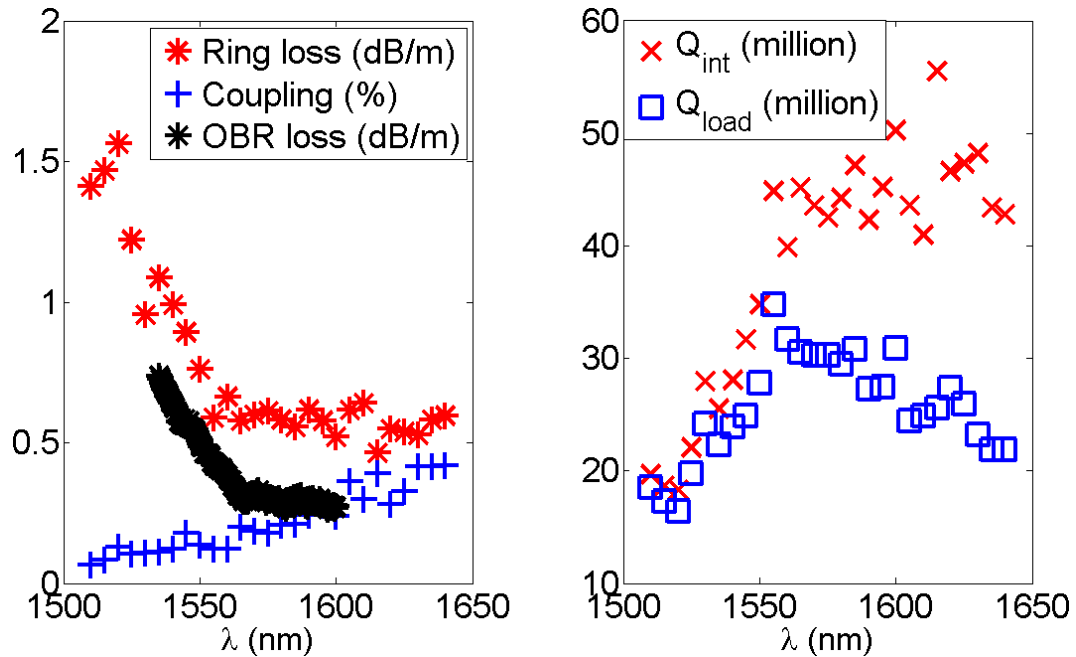 2
1.5
1
0.5
0
1500
1550
1600
1650
λ (nm)
Ring loss (dB/m)
Coupling (%)
OBR loss (dB/m)
60
50
40
30
20
10
1500
1550
1600
1650
λ (nm)
Q_int (million)
Q_load (million)